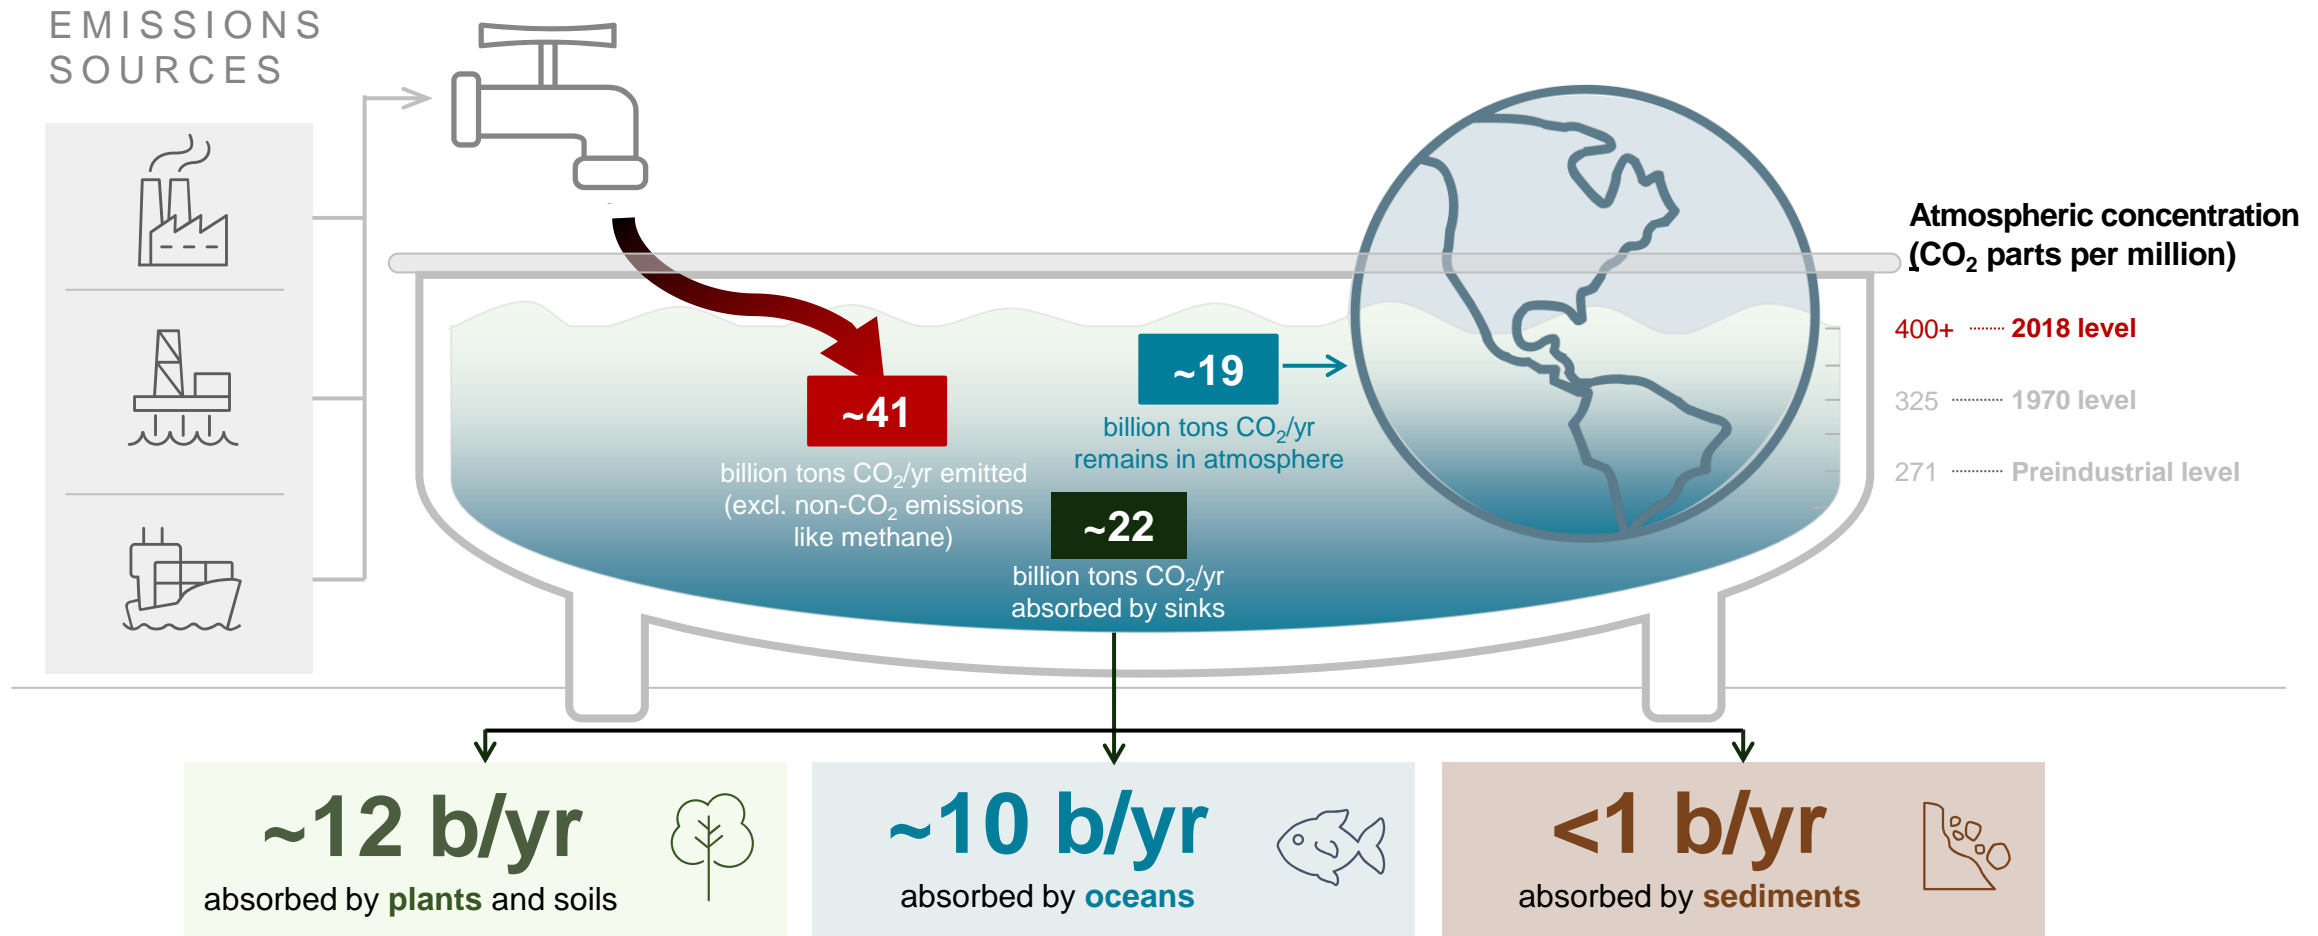 EMISSIONS
SOURCES
~41
billion tons CO₂/yr emitted
(excl. non-CO₂ emissions
like methane)
~19
billion tons CO₂/yr
remains in atmosphere
~22
billion tons CO₂/yr
absorbed by sinks
Atmospheric concentration
(CO₂ parts per million)
400+ 2018 level
325 1970 level
271 Preindustrial level
~12 b/yr
absorbed by plants and soils
~10 b/yr
absorbed by oceans
<1 b/yr
absorbed by sediments